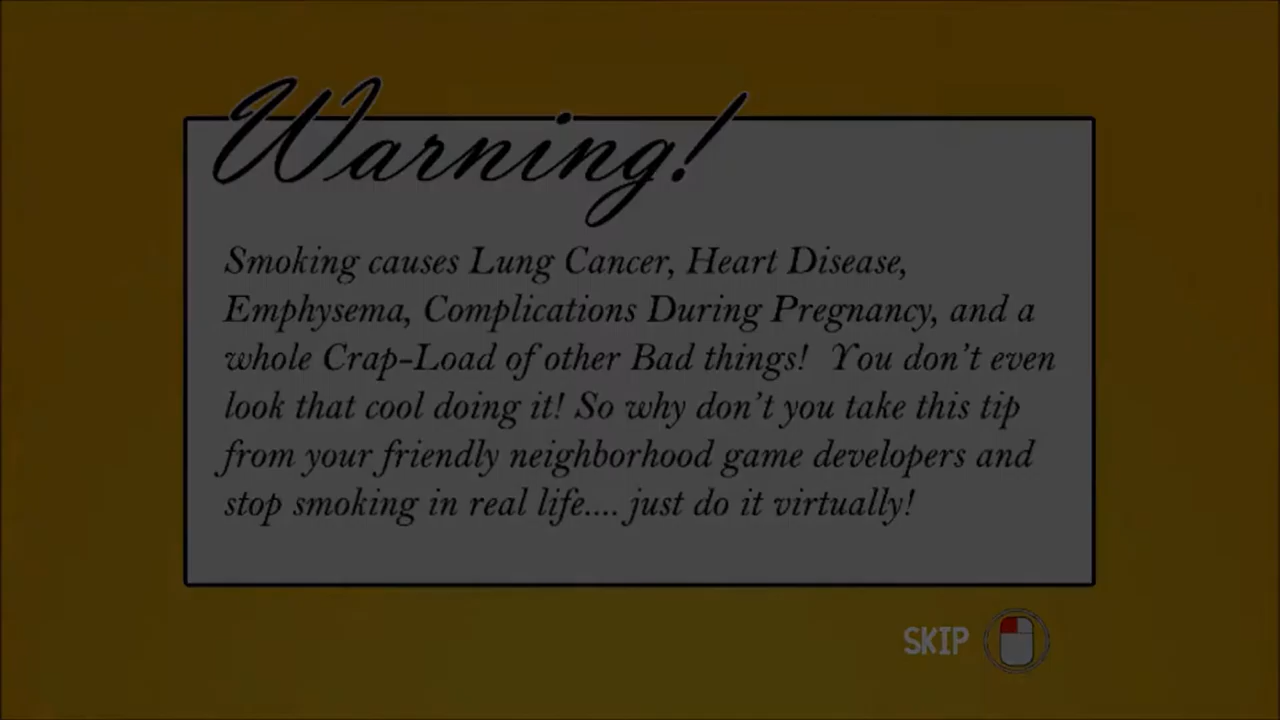 Warning!
Smoking causes Lung Cancer, Heart Disease,
Emphysema, Complications During Pregnancy, and a
whole Crap-Load of other Bad things!  You don't even
look that cool doing it! So why don't you take this tip
from your friendly neighborhood game developers and
stop smoking in real life.... just do it virtually!
SKIP